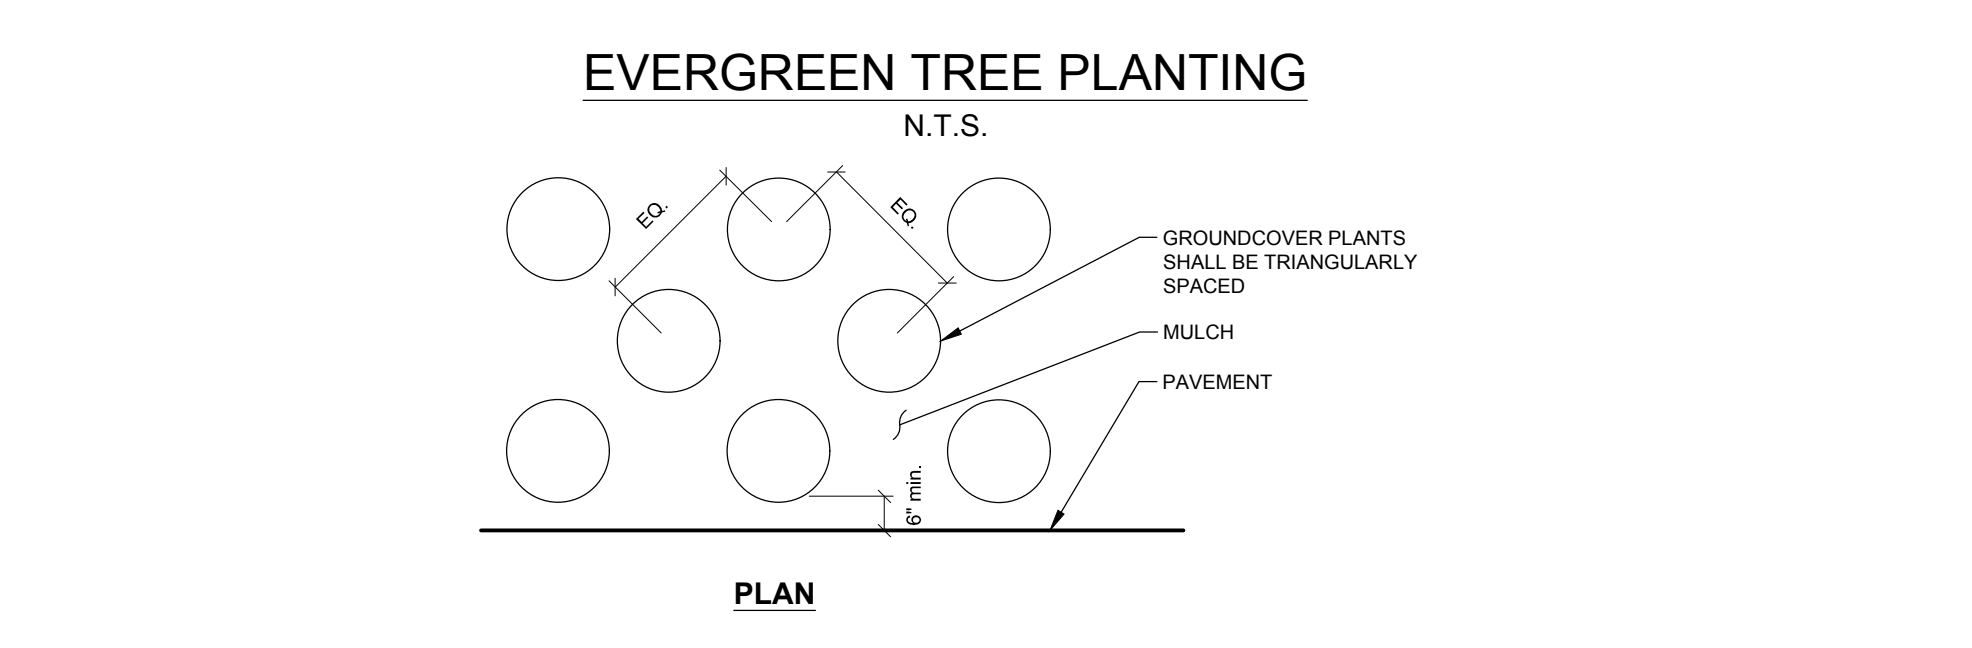 EVERGREEN TREE PLANTING
N.T.S.
EQ.
EQ.
GROUNDCOVER PLANTS
SHALL BE TRIANGULARLY
SPACED
MULCH
PAVEMENT
6" min.
PLAN